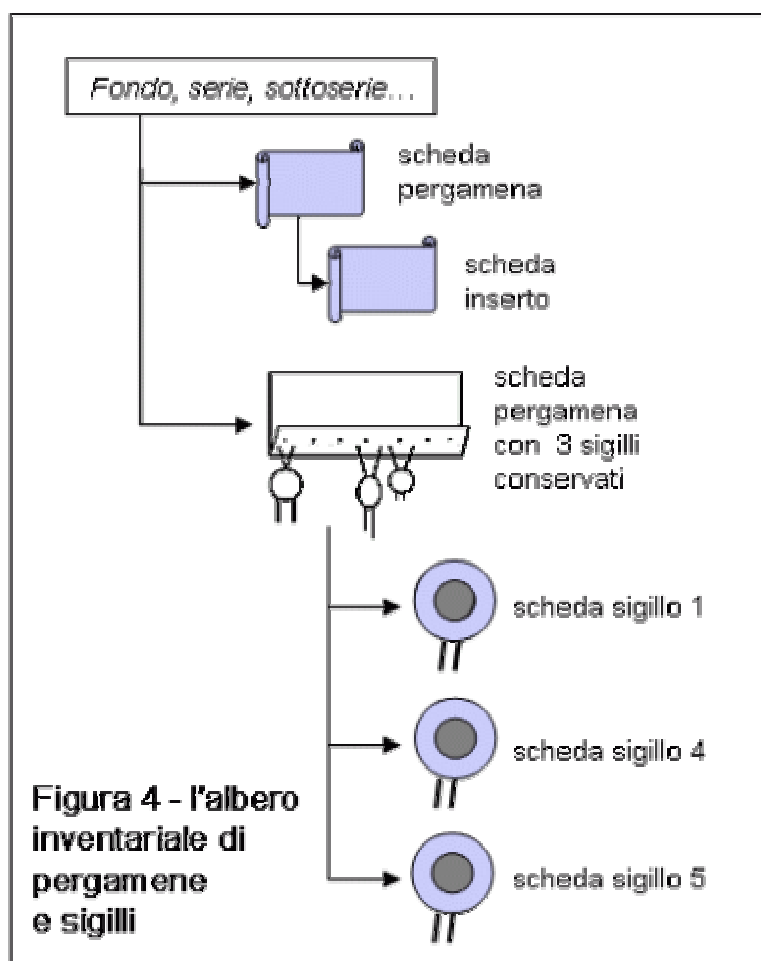 Fondo, serie, sottoserie...
scheda
pergamena
scheda
inserto
scheda
pergamena
con 3 sigilli
conservati
scheda sigillo 1
scheda sigillo 4
scheda sigillo 5
Figura 4 - l'albero
inventariale di
pergamene
e sigilli